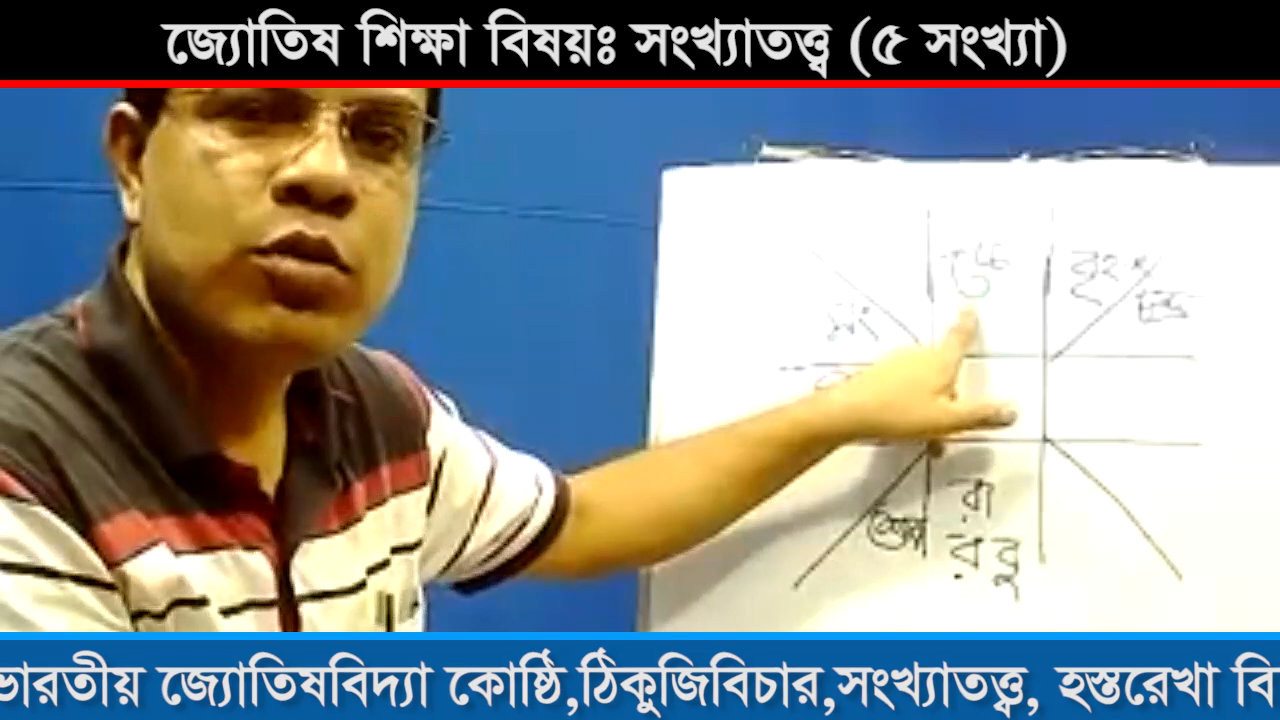 জ্যোতিষ শিক্ষা বিষয়ঃ সংখ্যাতত্ত্ব (৫ সংখ্যা)
বৃহ
রা
র বু
ভারতীয় জ্যোতিষবিদ্যা কোষ্ঠি,ঠিকুজিবিচার,সংখ্যাতত্ত্ব, হস্তরেখা বি